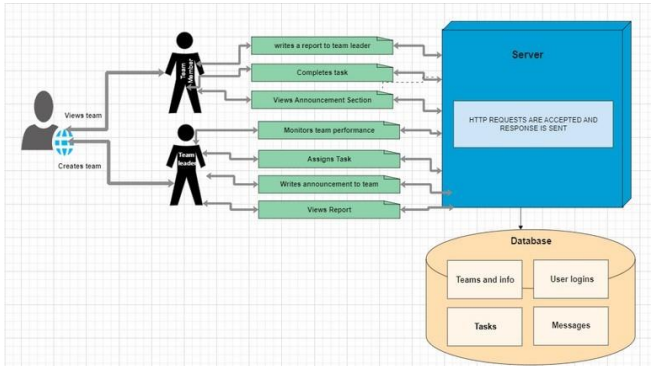 writes a report to team leader
Server
Team
Member
Completes task
Views team
Views Announcement Section
HTTP REQUESTS ARE ACCEPTED AND
RESPONSE IS SENT
Monitors team performance
Creates team
Team
leader
Assigns Task
Writes announcement to team
Views Report
Database
Teams and info
User logins
Tasks
Messages